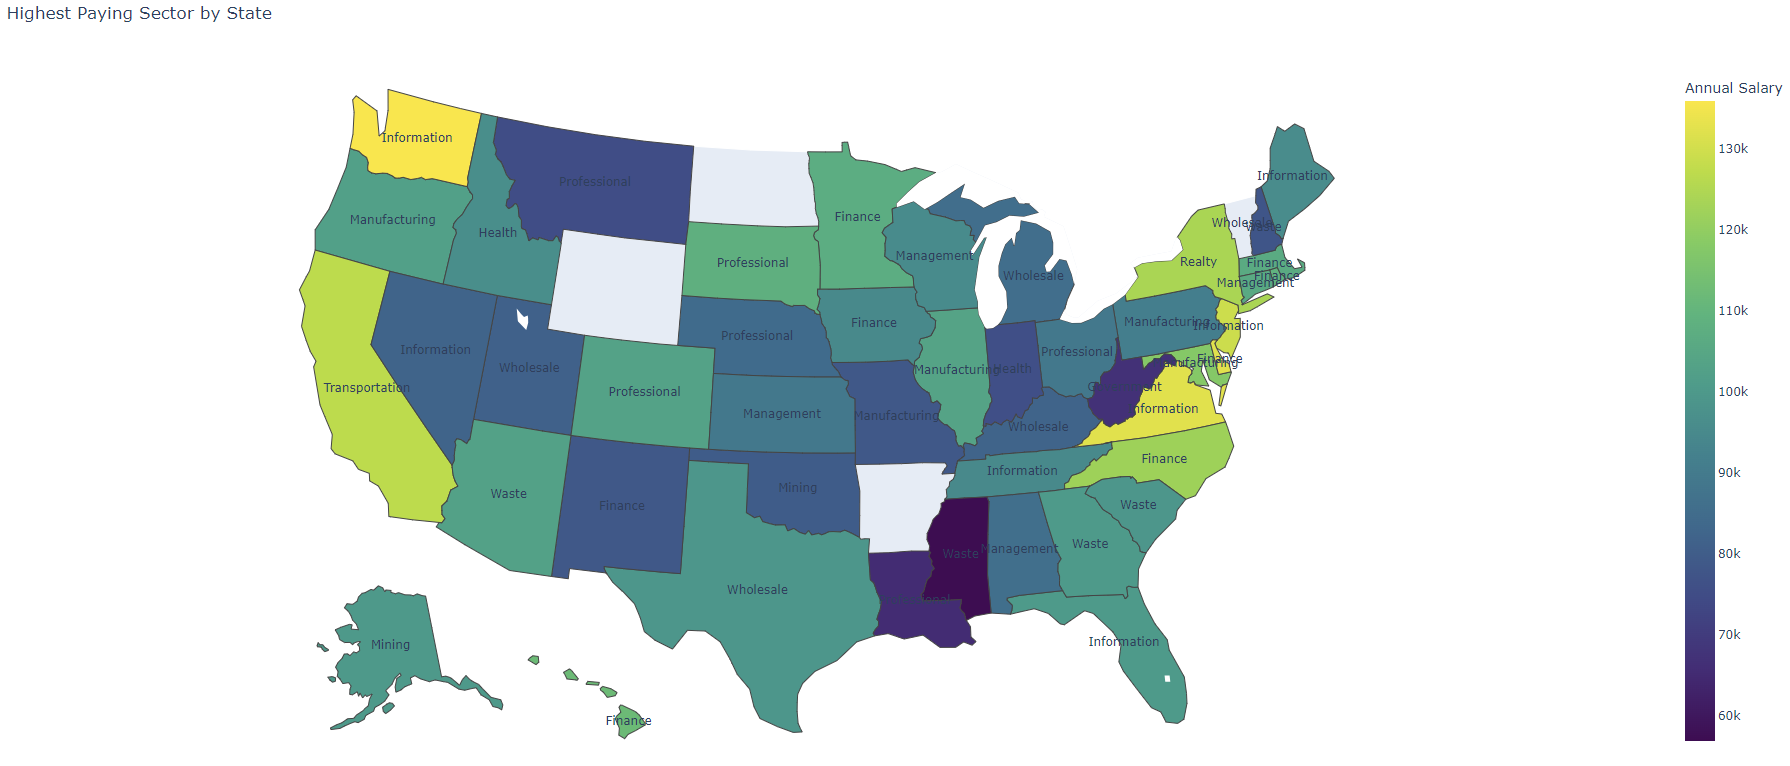 Highest Paying Sector by State
Annual Salary
Information
130k
Information
Professional
Manufacturing
Finance
Wholesale
Waste
120k
Health
Management
Realty
Finance
Professional
Finance
Wholesale
Management
110k
Finance
Manufacturing
Information
Information
Professional
Professional
Finance
Wholesale
Manufacturing
Health
Manufacturing
Transportation
Professional
100k
Management
Manufacturing
Information
Wholesale
Information
Finance
90k
Waste
Mining
Finance
Waste
80k
Waste
Management
Waste
Wholesale
70k
Mining
Information
Finance
60k